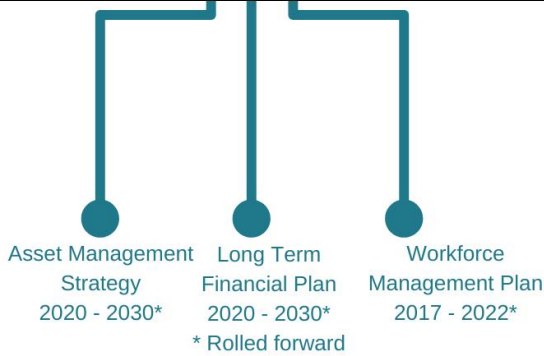 Asset Management
Strategy
2020 - 2030*
Long Term
Financial Plan
2020 - 2030*
* Rolled forward
Workforce
Management Plan
2017 - 2022*